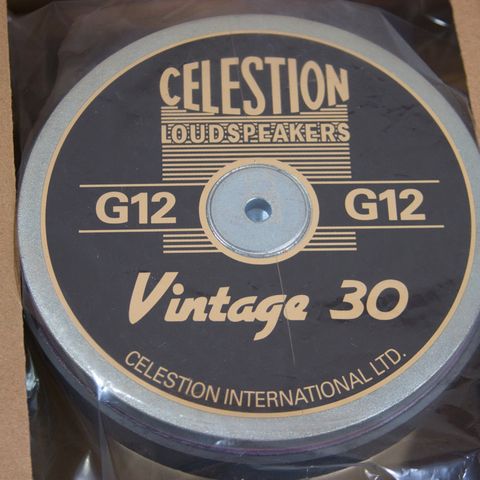 CELESTION
LOUDSPEAKERS
G12 G12
Vintage 30
CELESTION INTERNATIONAL LTD.